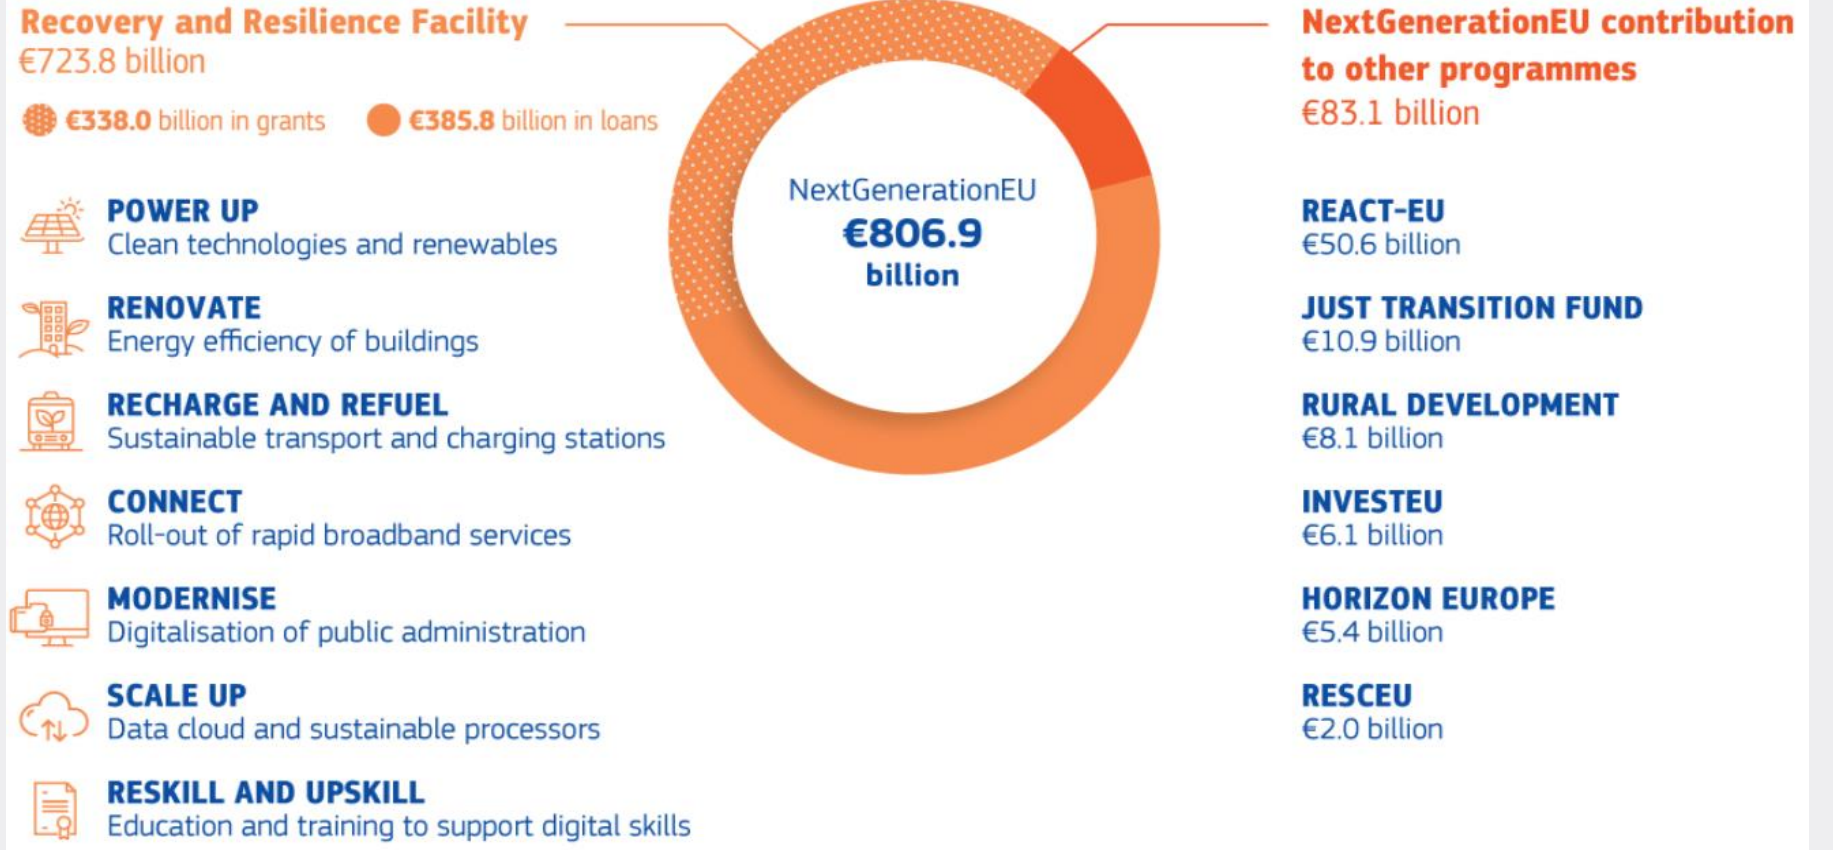 Recovery and Resilience Facility
€723.8 billion
€338.0 billion in grants
€385.8 billion in loans
POWER UP
Clean technologies and renewables
RENOVATE
Energy efficiency of buildings
RECHARGE AND REFUEL
Sustainable transport and charging stations
CONNECT
Roll-out of rapid broadband services
MODERNISE
Digitalisation of public administration
SCALE UP
Data cloud and sustainable processors
RESKILL AND UPSKILL
Education and training to support digital skills
NextGenerationEU
€806.9
billion
NextGenerationEU contribution
to other programmes
€83.1 billion
REACT-EU
€50.6 billion
JUST TRANSITION FUND
€10.9 billion
RURAL DEVELOPMENT
€8.1 billion
INVESTEU
€6.1 billion
HORIZON EUROPE
€5.4 billion
RESCEU
€2.0 billion